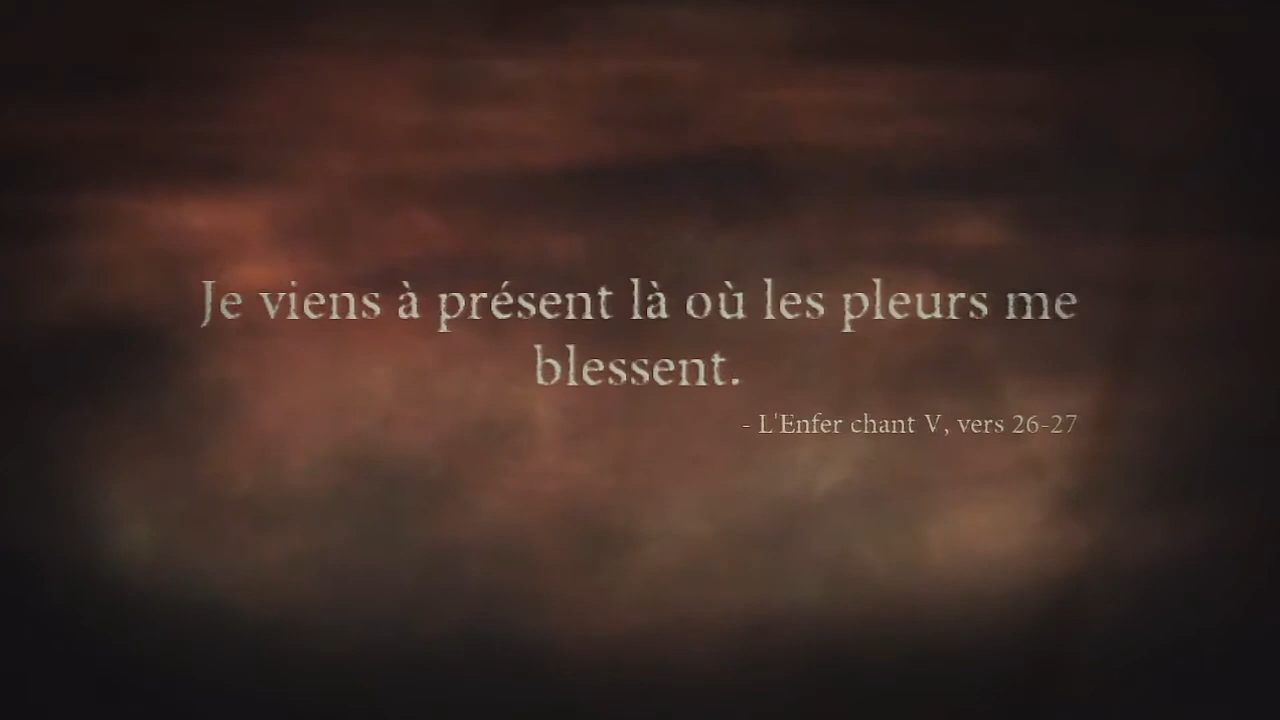 Je viens à présent là où les pleurs me
blessent.
- L'Enfer chant V, vers 26-27